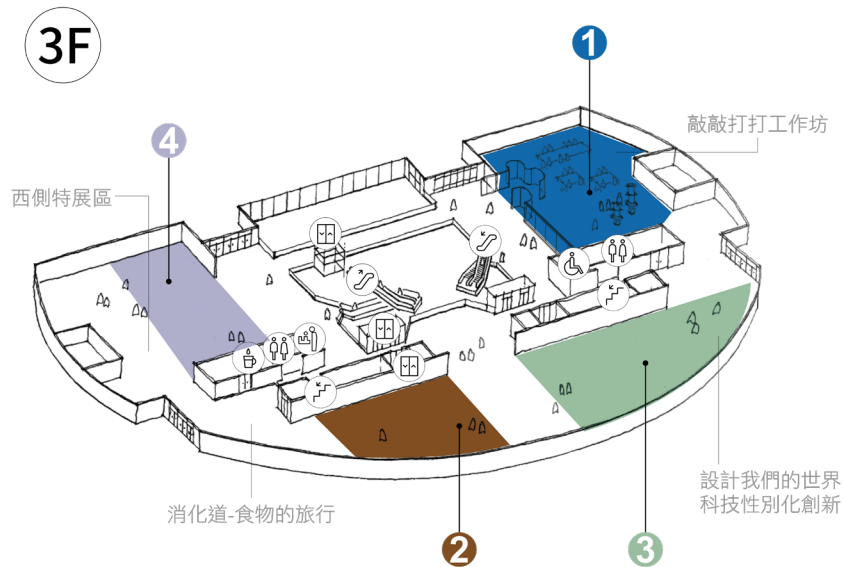 3F
1
敲敲打打工作坊
4
西側特展區
設計我們的世界
科技性別化創新
消化道-食物的旅行
2
3